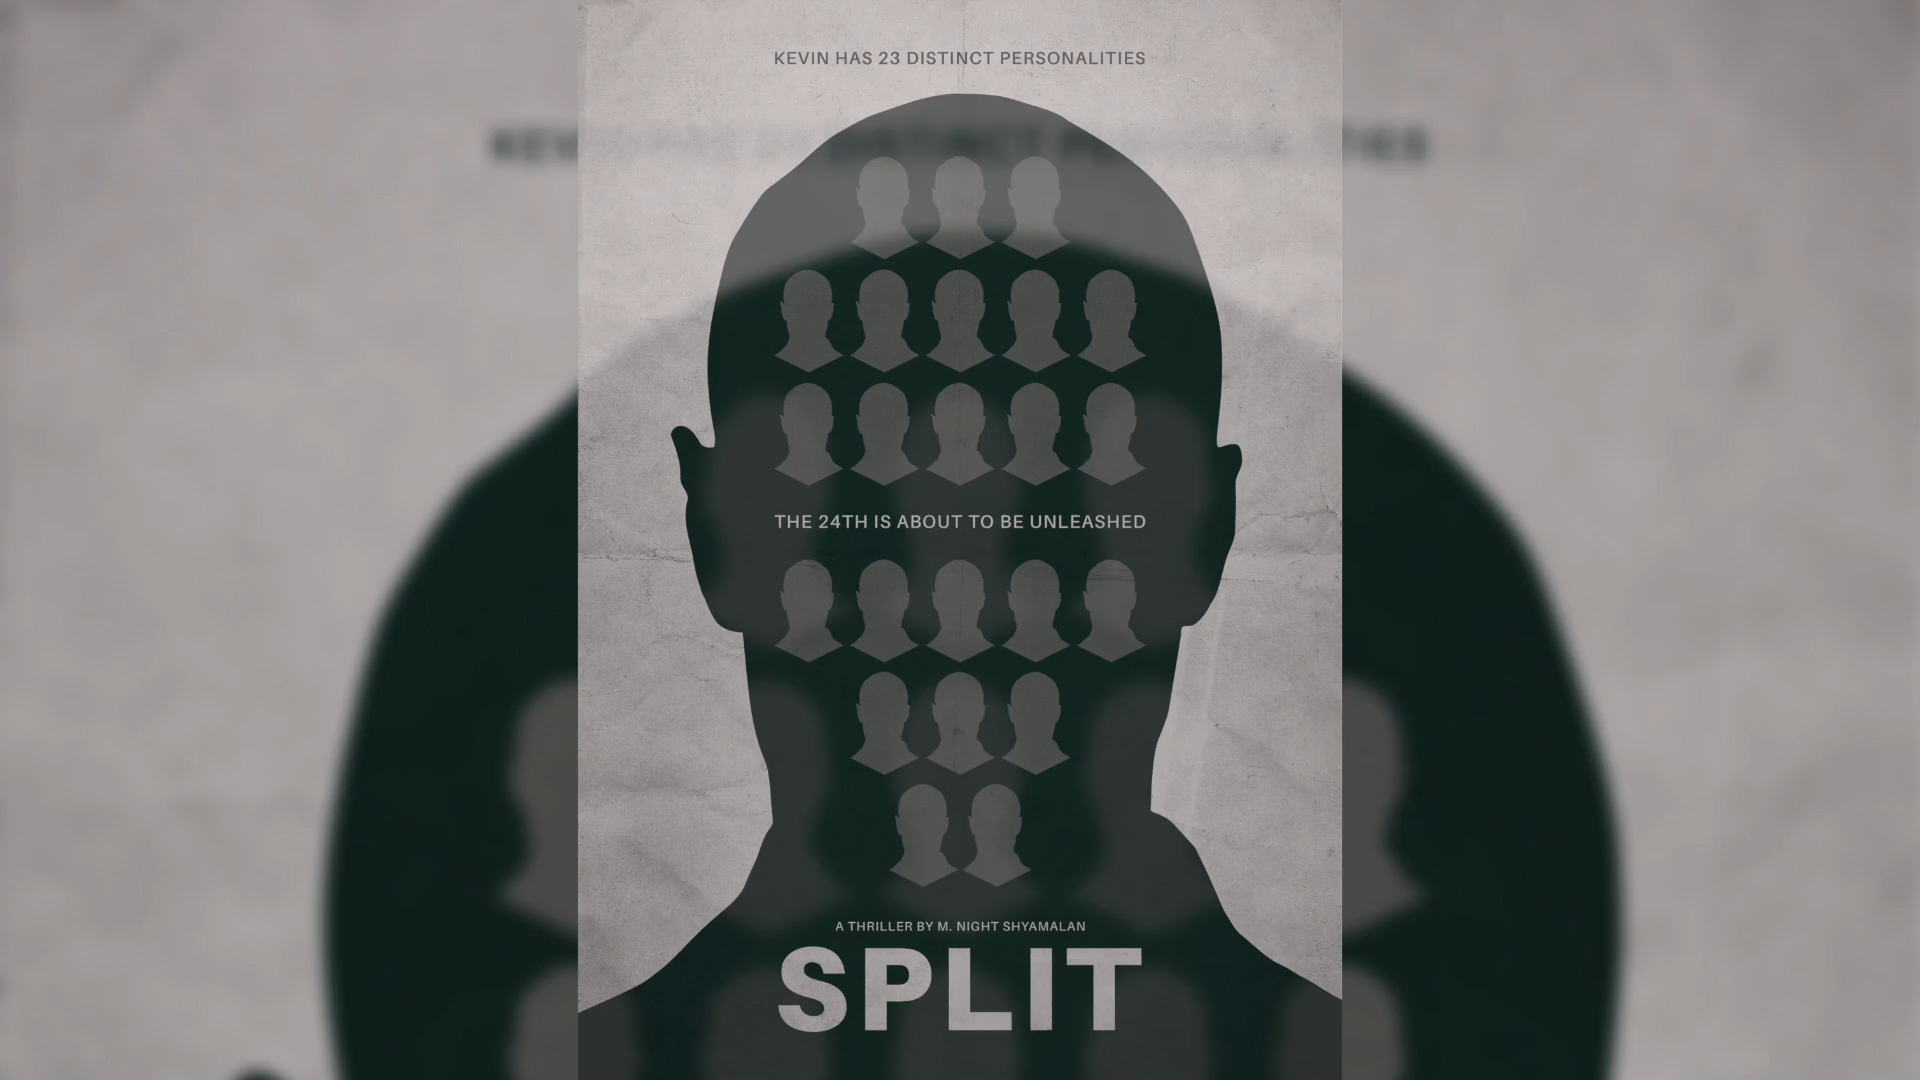 KEVIN HAS 23 DISTINCT PERSONALITIES
THE 24TH IS ABOUT TO BE UNLEASHED
A THRILLER BY M. NIGHT SHYAMALAN
SPLIT